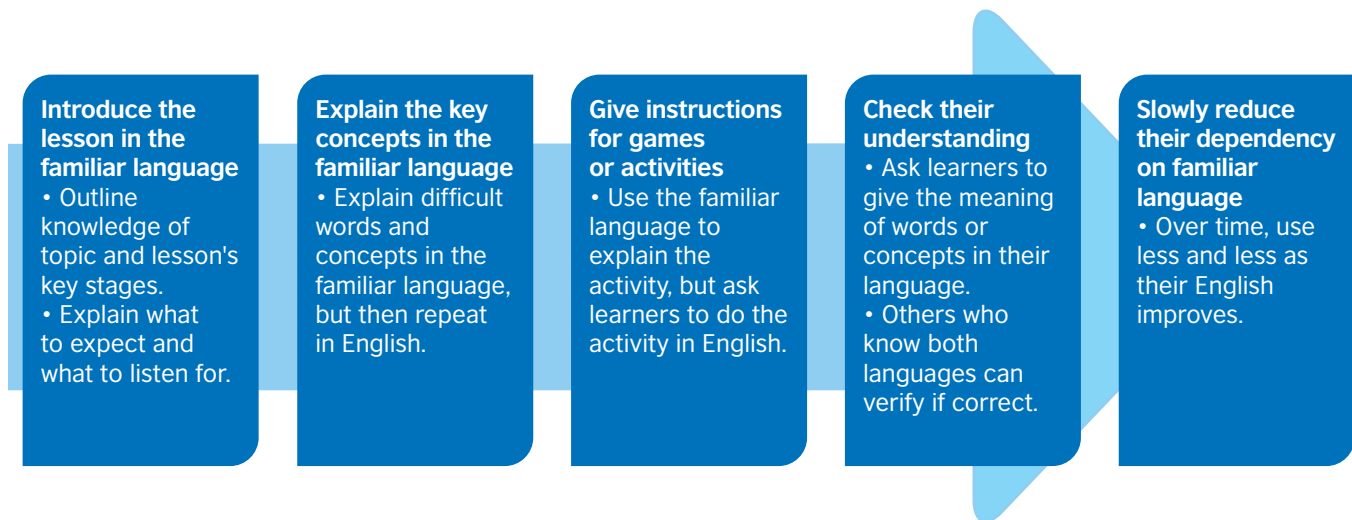 Introduce the
lesson in the
familiar language
• Outline
knowledge of
topic and lesson's
key stages.
• Explain what
to expect and
what to listen for.
Explain the key
concepts in the
familiar language
• Explain difficult
words and
concepts in the
familiar language,
but then repeat
in English.
Give instructions
for games
or activities
• Use the familiar
language to
explain the
activity, but ask
learners to do the
activity in English.
Check their
understanding
• Ask learners to
give the meaning
of words or
concepts in their
language.
• Others who
know both
languages can
verify if correct.
Slowly reduce
their dependency
on familiar
language
• Over time, use
less and less as
their English
improves.